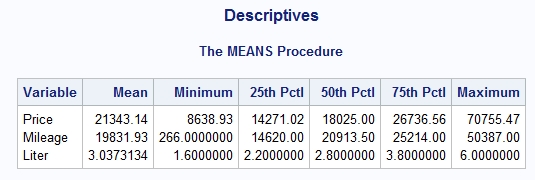 Descriptives
The MEANS Procedure
Variable Mean Minimum 25th Pctl 50th Pctl 75th Pctl Maximum
Price 21343.14 8638.93 14271.02 18025.00 26736.56 70755.47
Mileage 19831.93 266.0000000 14620.00 20913.50 25214.00 50387.00
Liter 3.0373134 1.6000000 2.2000000 2.8000000 3.8000000 6.0000000